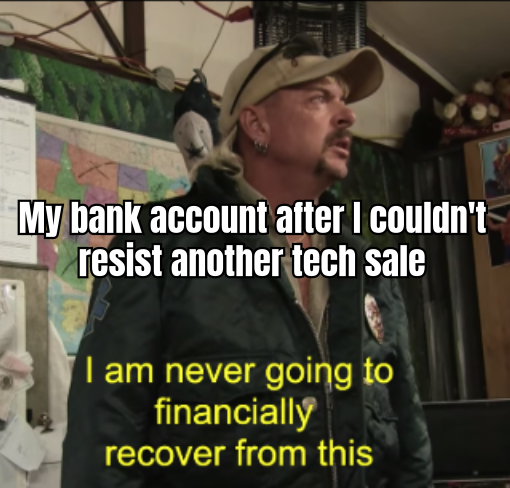 My bank account after I couldn't
resist another tech sale
I am never going to
financially
recover from this